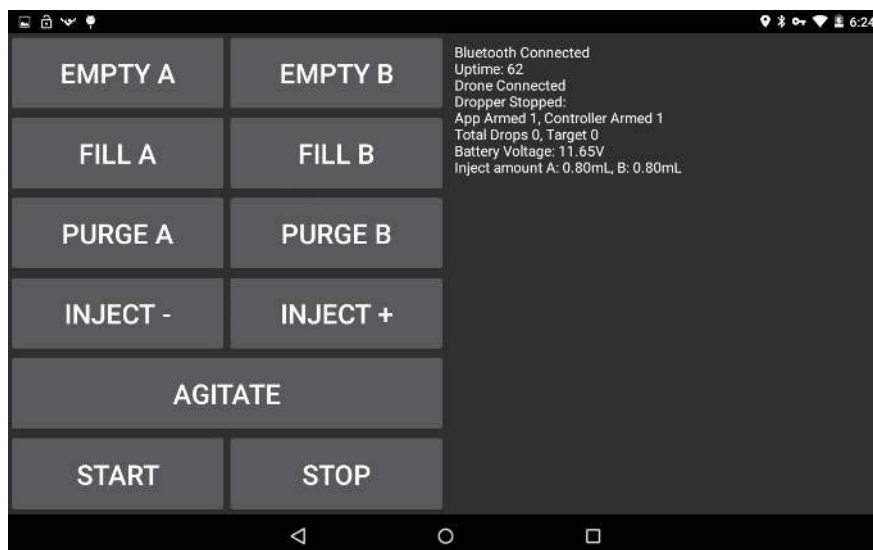 6:24
EMPTY A
EMPTY B
FILL A
FILL B
PURGE A
PURGE B
INJECT -
INJECT +
AGITATE
START
STOP
Bluetooth Connected
Uptime: 62
Drone Connected
Dropper Stopped:
App Armed 1, Controller Armed 1
Total Drops 0, Target 0
Battery Voltage: 11.65V
Inject amount A: 0.80mL, B: 0.80mL